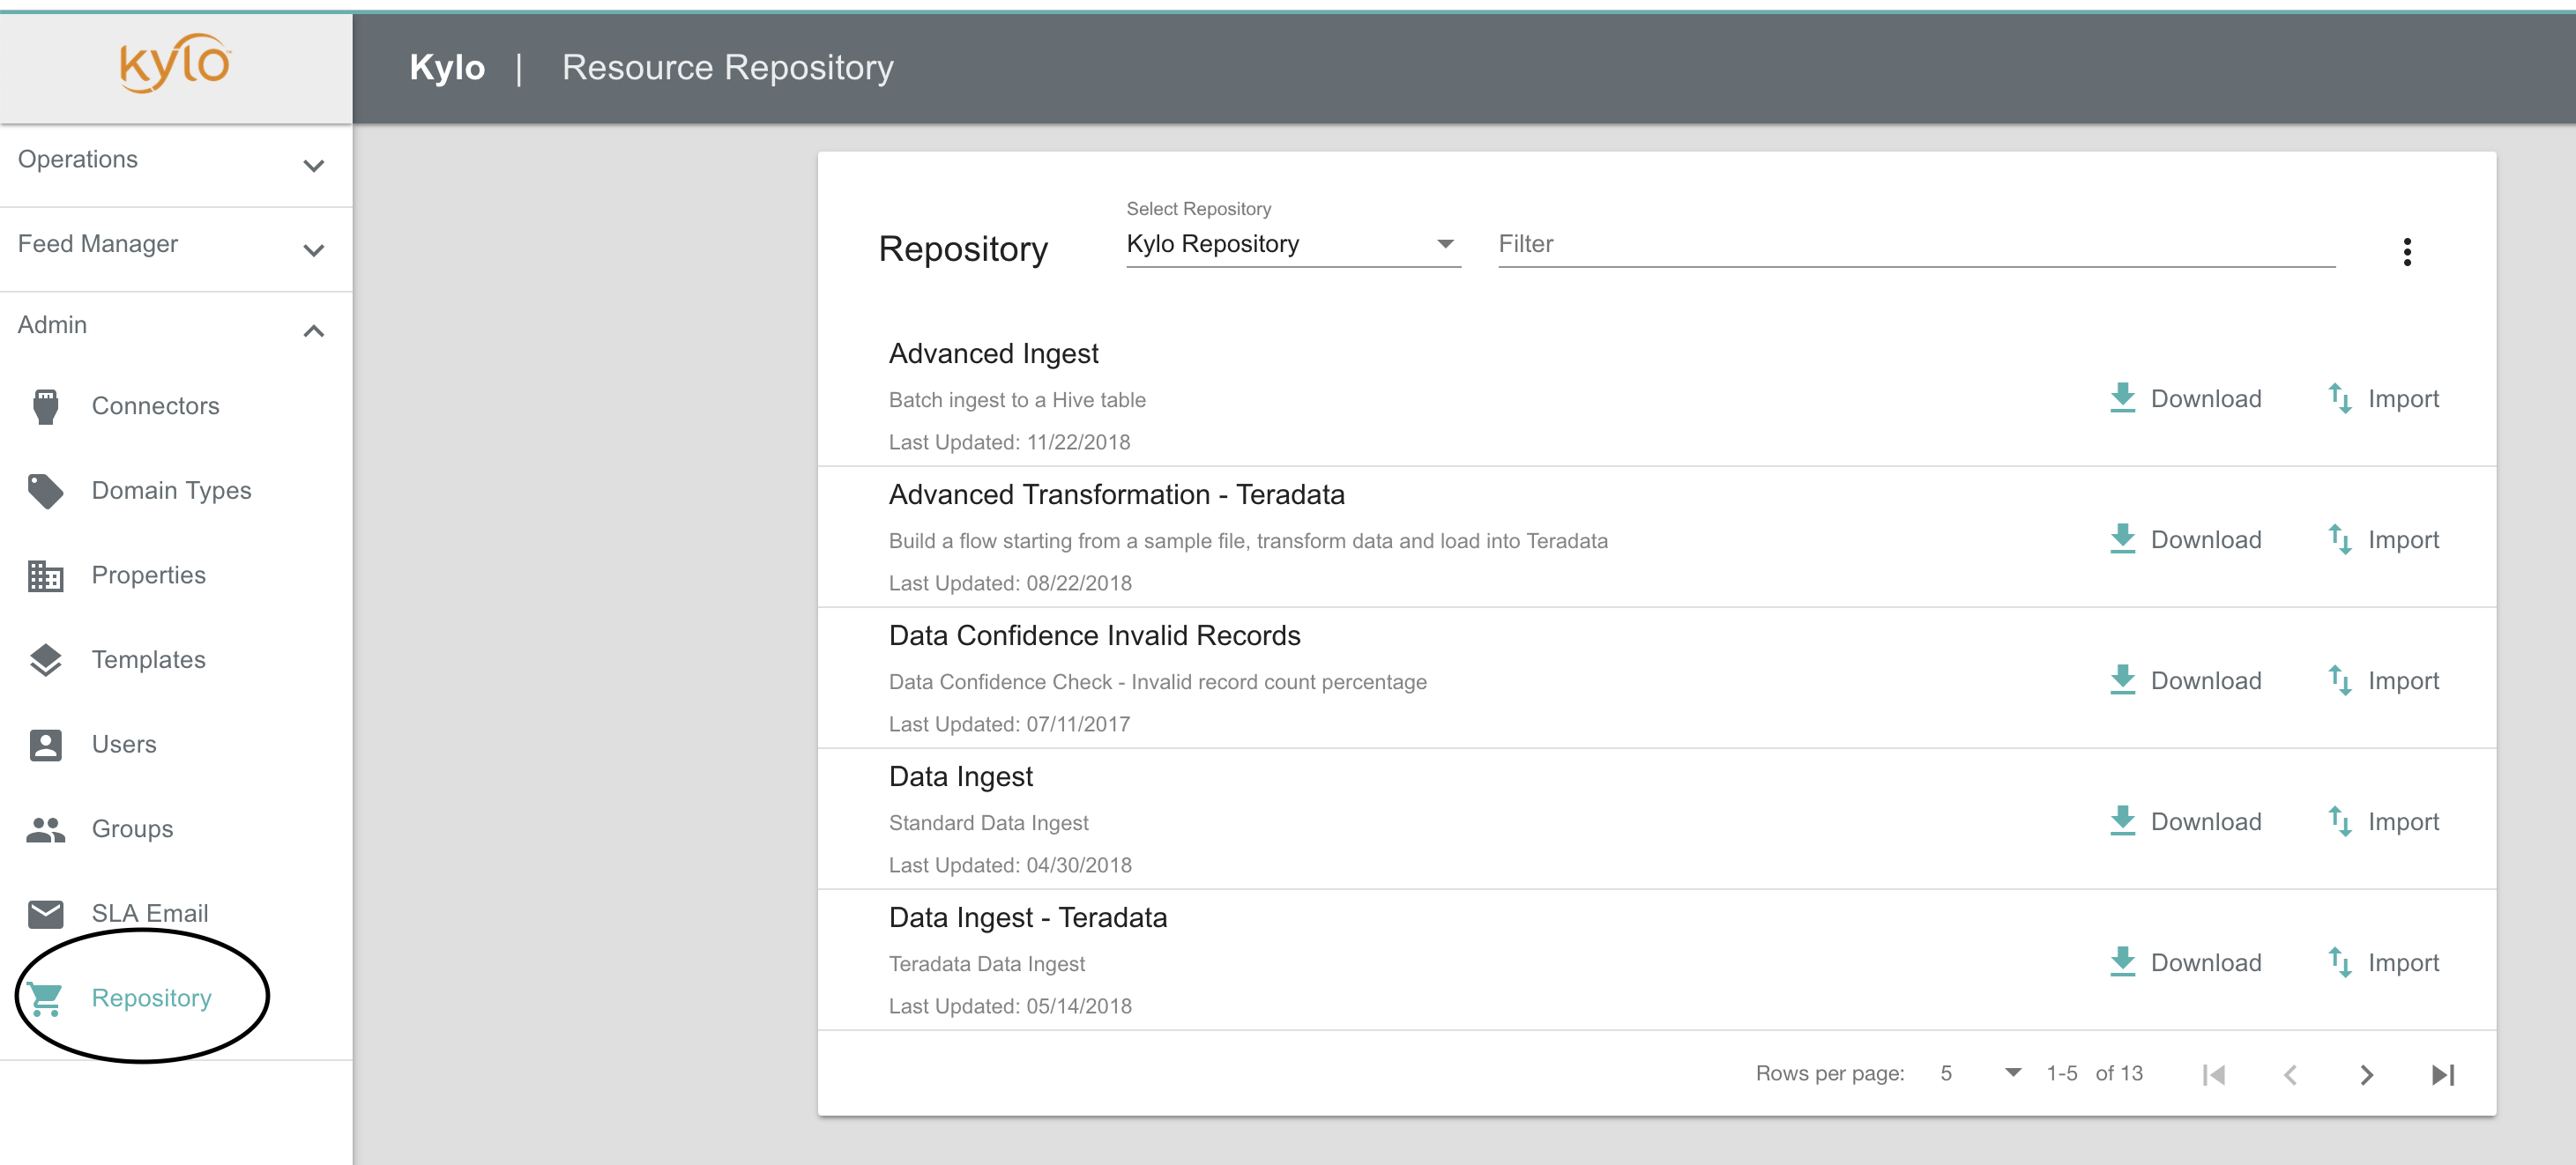 kylo
Kylo | Resource Repository
Operations
Feed Manager
Admin
Connectors
Domain Types
Properties
Templates
Users
Groups
SLA Email
Repository
Repository
Select Repository
Kylo Repository
Filter
Advanced Ingest
Batch ingest to a Hive table
Last Updated: 11/22/2018
Download Import
Advanced Transformation - Teradata
Build a flow starting from a sample file, transform data and load into Teradata
Last Updated: 08/22/2018
Download Import
Data Confidence Invalid Records
Data Confidence Check - Invalid record count percentage
Last Updated: 07/11/2017
Download Import
Data Ingest
Standard Data Ingest
Last Updated: 04/30/2018
Download Import
Data Ingest - Teradata
Teradata Data Ingest
Last Updated: 05/14/2018
Download Import
Rows per page: 5 1-5 of 13